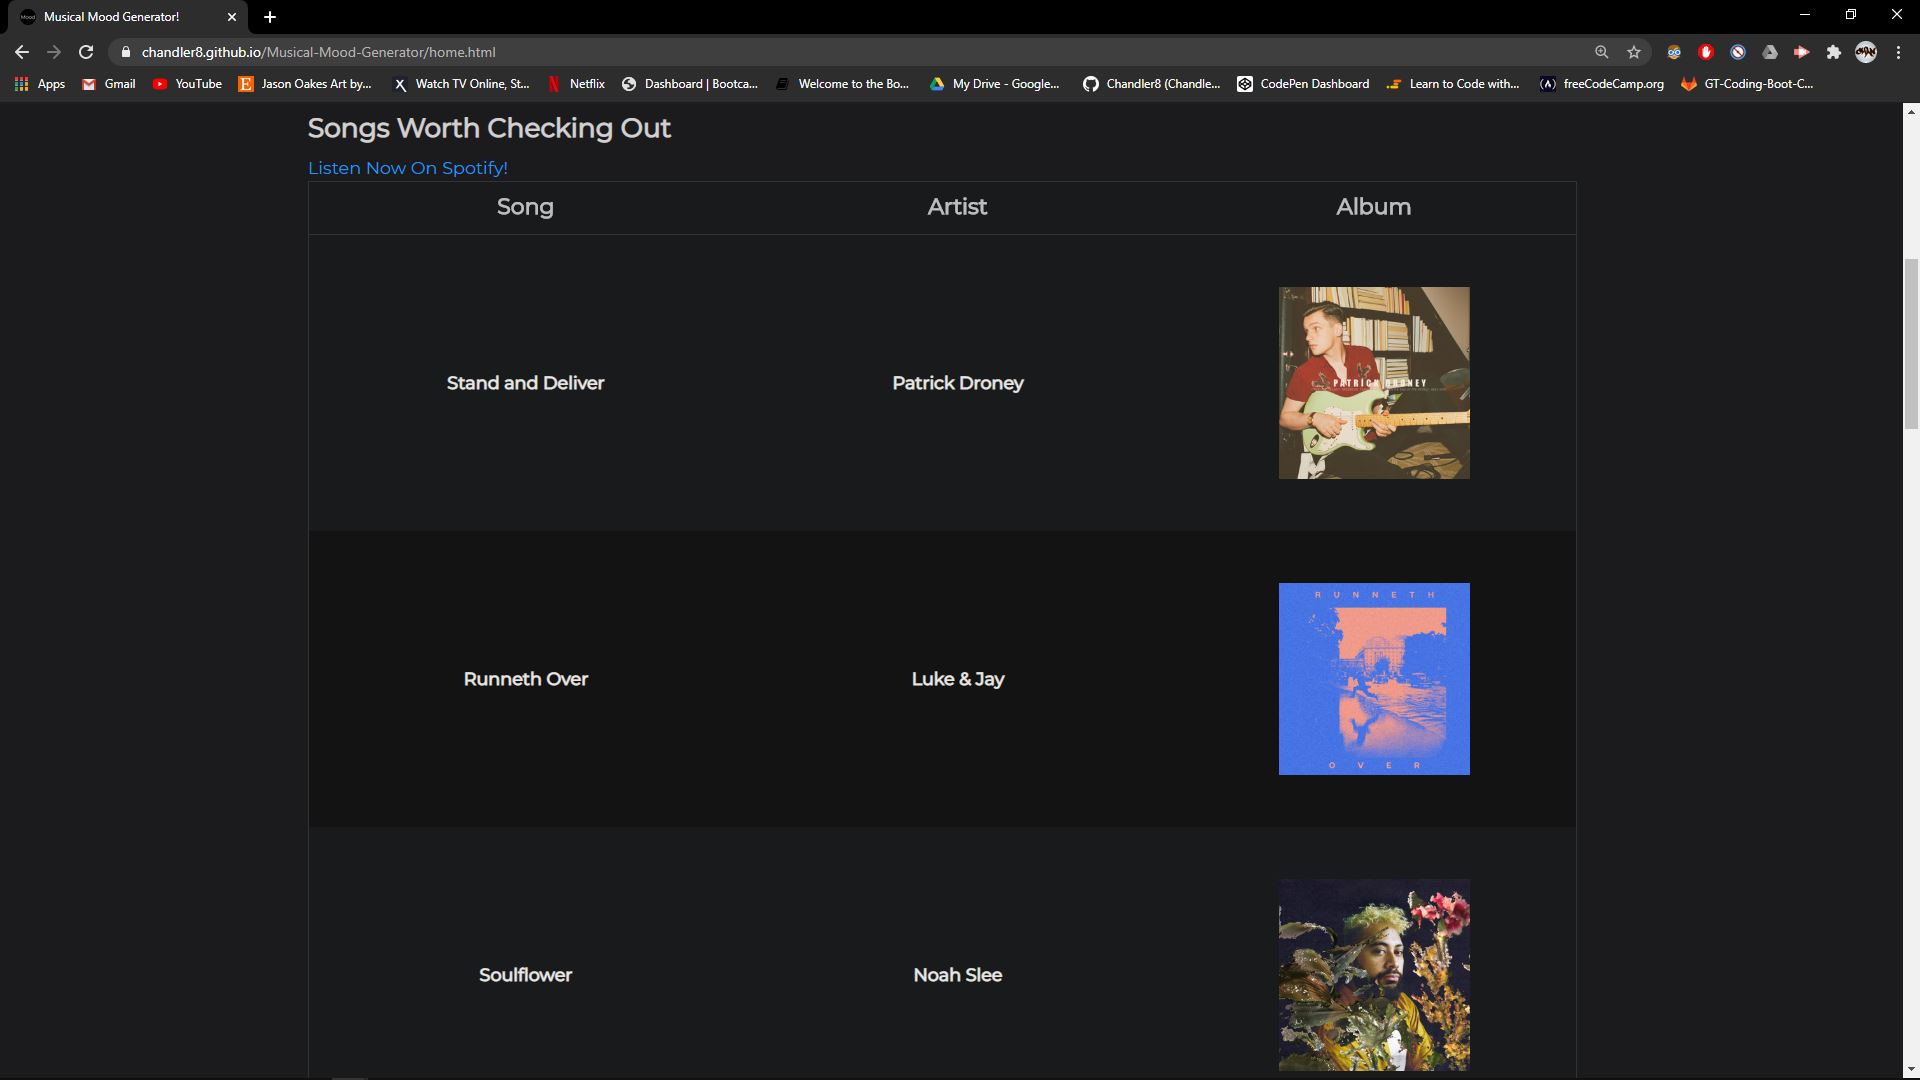 Musical Mood Generator!
chandler8.github.io/Musical-Mood-Generator/home.html
Apps Gmail YouTube Jason Oakes Art by... Watch TV Online, St... Netflix Dashboard | Bootca... Welcome to the Bo... My Drive - Google... Chandler8 (Chandle... CodePen Dashboard Learn to Code with... freeCodeCamp.org GT-Coding-Boot-C...
Songs Worth Checking Out
Listen Now On Spotify!
Song Artist Album
Stand and Deliver Patrick Droney
PATRICK DRONEY
Runneth Over Luke & Jay
RUNNETH
OVER
Soulflower Noah Slee